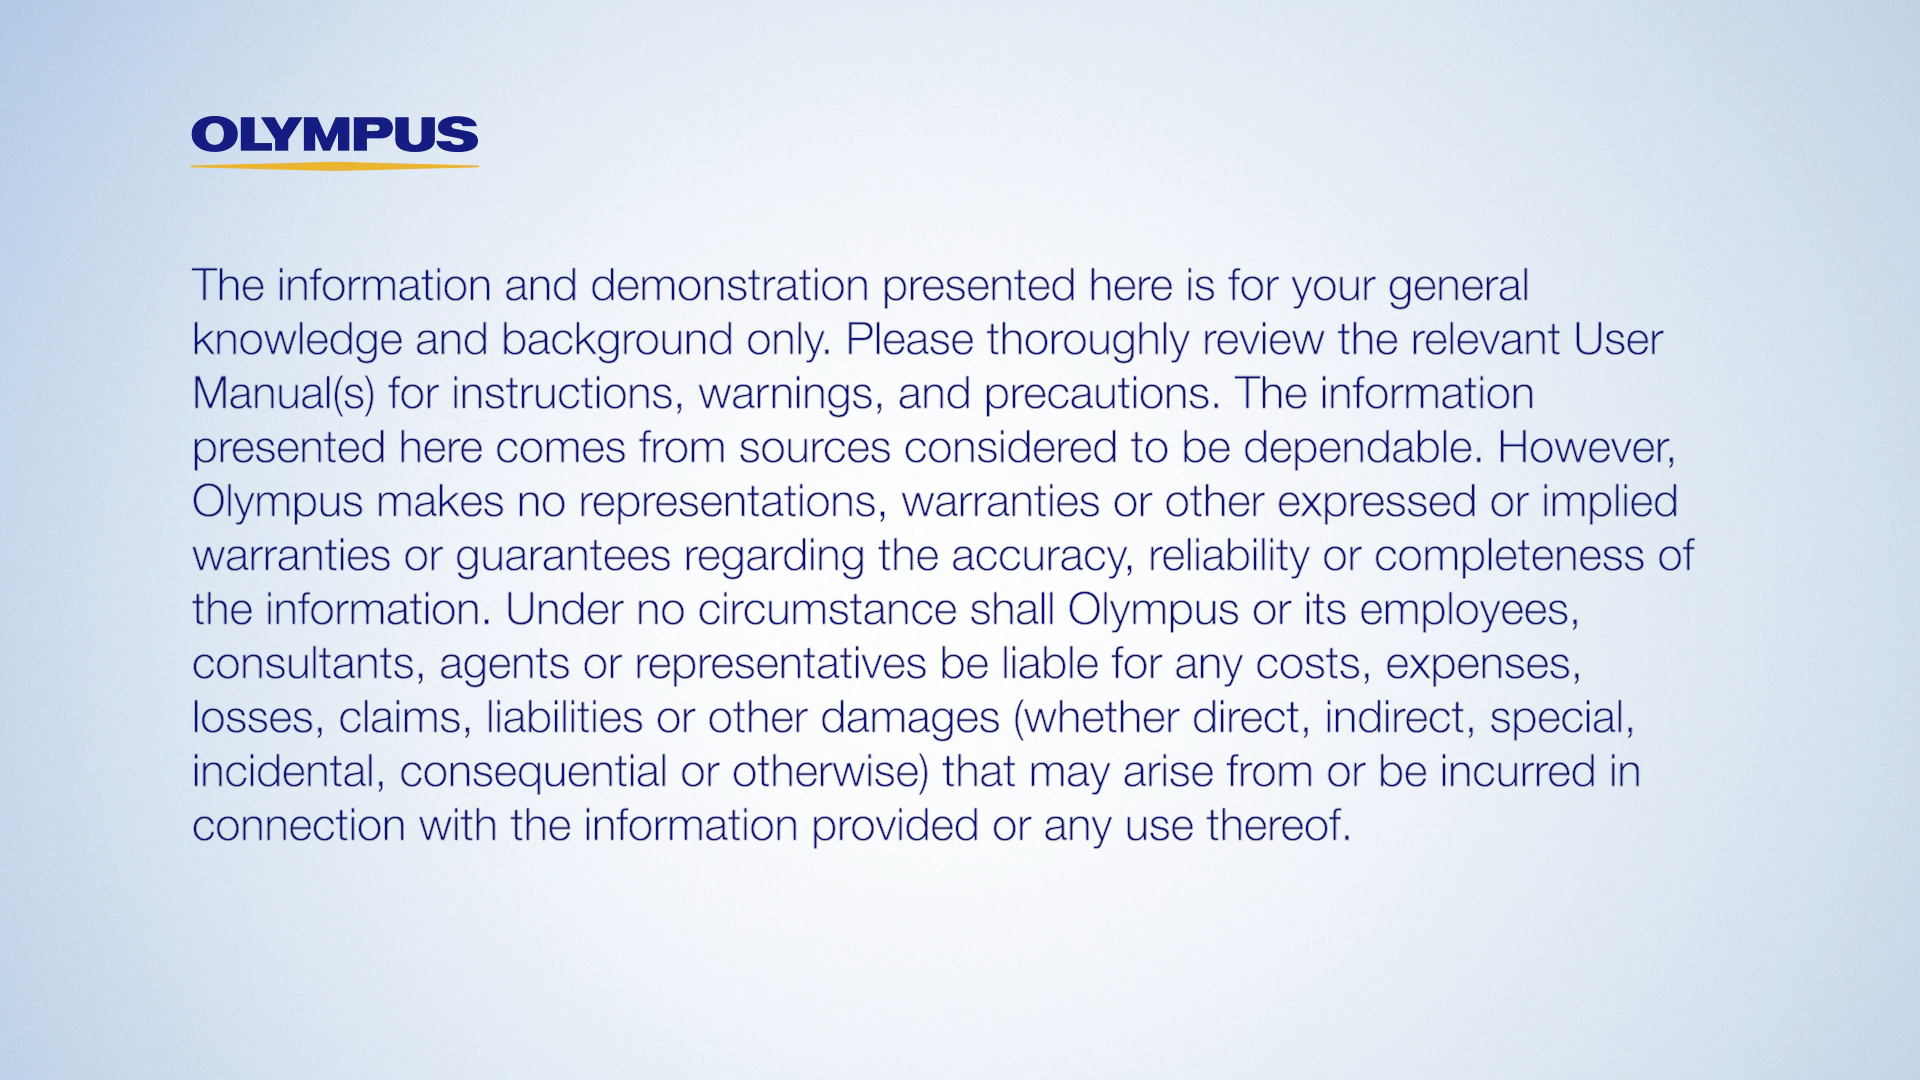 OLYMPUS
The information and demonstration presented here is for your general
knowledge and background only. Please thoroughly review the relevant User
Manual(s) for instructions, warnings, and precautions. The information
presented here comes from sources considered to be dependable. However,
Olympus makes no representations, warranties or other expressed or implied
warranties or guarantees regarding the accuracy, reliability or completeness of
the information. Under no circumstance shall Olympus or its employees,
consultants, agents or representatives be liable for any costs, expenses,
losses, claims, liabilities or other damages (whether direct, indirect, special,
incidental, consequential or otherwise) that may arise from or be incurred in
connection with the information provided or any use thereof.